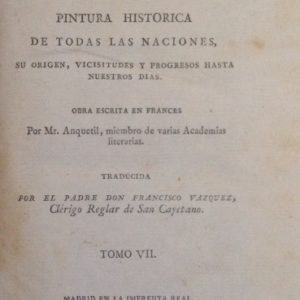 PINTURA HISTORICA
DE TODAS LAS NACIONES,
SU ORIGEN, VICISITUDES Y PROGRESOS HASTA
NUESTROS DIAS.
OBRA ESCRITA EN FRANCES
Por Mr. Anquetil, miembro de varias Academias
literarias.
TRADUCIDA
POR EL PADRE DON FRANCISCO VAZQUEZ,
Clérigo Reglar de San Cayetano.
TOMO VII.
MADRID EN LA IMPRENTA REAL